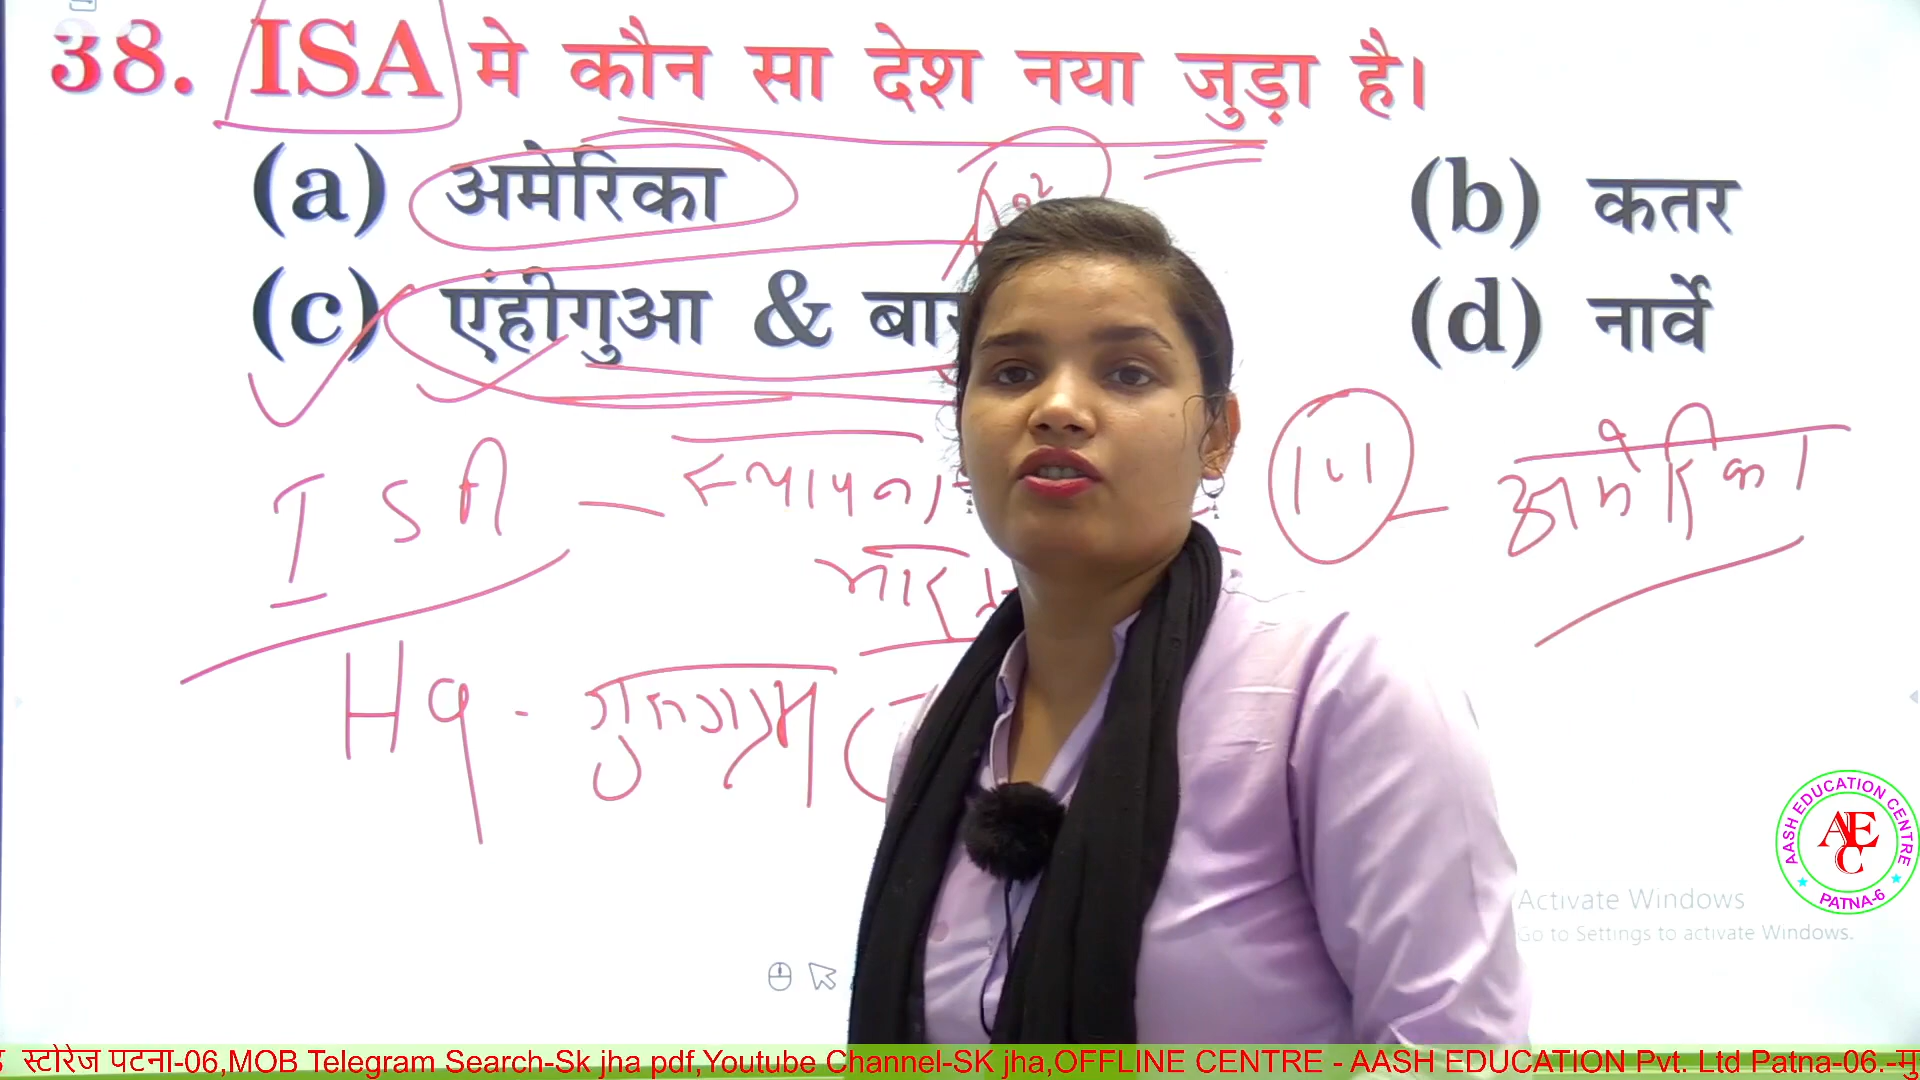 38. ISA मे कौन सा देश नया जुड़ा है।
(a) अमेरिका
(b) कतर
(c) एंहीगुआ & बार
(d) नार्वे
ISA — स्थापना
101 – अमेरिका
Hq - गुरुग्राम
AASH EDUCATION CENTRE
AEC
PATNA-6
Activate Windows
Go to Settings to activate Windows.
स्टोरेज पटना-06,MOB Telegram Search-Sk jha pdf,Youtube Channel-SK jha,OFFLINE CENTRE - AASH EDUCATION Pvt. Ltd Patna-06.-मु